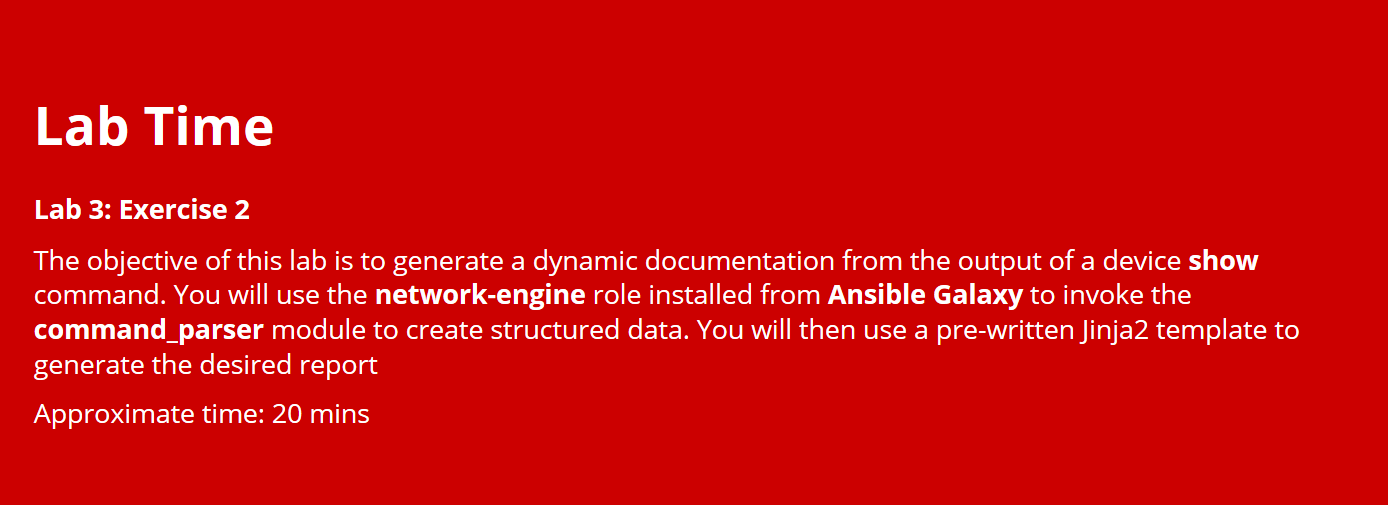 Lab Time
Lab 3: Exercise 2
The objective of this lab is to generate a dynamic documentation from the output of a device show
command. You will use the network-engine role installed from Ansible Galaxy to invoke the
command_parser module to create structured data. You will then use a pre-written Jinja2 template to
generate the desired report
Approximate time: 20 mins